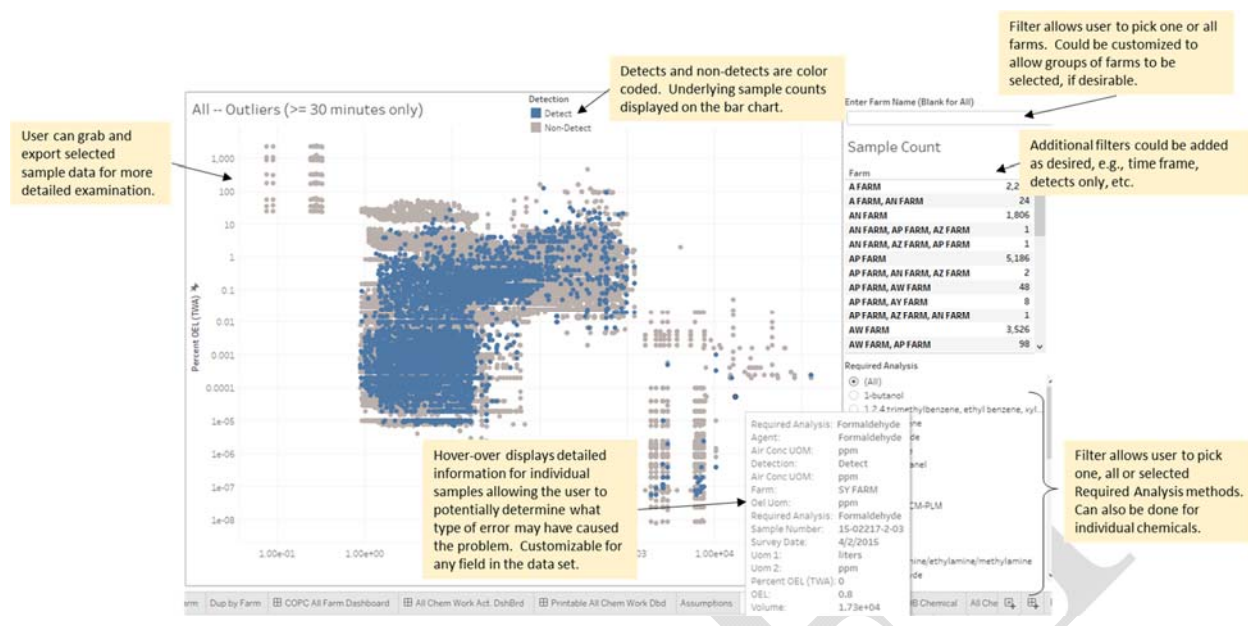 Filter allows user to pick one or all
farms. Could be customized to
allow groups of farms to be
selected, if desirable.
Detects and non-detects are color
coded. Underlying sample counts
displayed on the bar chart.
User can grab and
export selected
sample data for more
detailed examination.
All -- Outliers (>= 30 minutes only)
Detection
Detect
Non-Detect
Enter Farm Name (Blank for All)
Sample Count
Additional filters could be added
as desired, e.g., time frame,
detects only, etc.
Farm
A FARM
A FARM, AN FARM 24
AN FARM 1,806
AN FARM, AP FARM, AZ FARM 1
AN FARM, AZ FARM, AP FARM 1
AP FARM 5,186
AP FARM, AN FARM, AZ FARM 2
AP FARM, AW FARM 48
AP FARM, AY FARM 8
AP FARM, AZ FARM, AN FARM 1
AW FARM 3,526
AW FARM, AP FARM 98
Percent OEL (TWA)
1,000
100
10
1
0.1
0.01
0.001
0.0001
1e-05
1e-06
1e-07
1e-08
1.00e-01
1.00e+00
1.00e+04
Required Analysis
(All)
1-butanol
1,2,4 trimethylbenzene, ethyl benzene, xyl...
CM-PLM
mine/ethylamine/methylamine
Hover-over displays detailed
information for individual
samples allowing the user to
potentially determine what
type of error may have caused
the problem. Customizable for
any field in the data set.
Required Analysis: Formaldehyde
Agent: Formaldehyde
Air Conc UOM: ppm
Detection: Detect
Air Conc UOM: ppm
Farm: SY FARM
Oel Uom: ppm
Required Analysis: Formaldehyde
Sample Number: 15-02217-2-03
Survey Date: 4/2/2015
Uom 1: liters
Uom 2: ppm
Percent OEL (TWA): 0
OEL: 0.8
Volume: 1.73e+04
Filter allows user to pick
one, all or selected
Required Analysis methods.
Can also be done for
individual chemicals.
Dup by Farm
COPC All Farm Dashboard
All Chem Work Act. DshBrd
Printable All Chem Work Dbd
Assumptions
Chemical
All Che